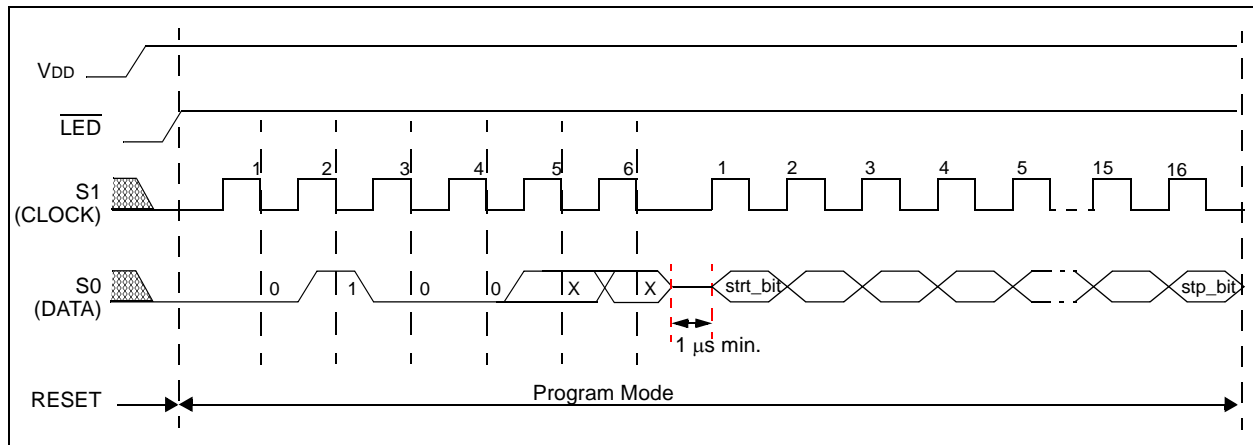 VDD
LED
1 2 3 4 5 6 1 2 3 4 5 15 16
S1
(CLOCK)
S0
(DATA)
0 1 0 0 X X strt_bit stp_bit
1 μs min.
RESET
Program Mode